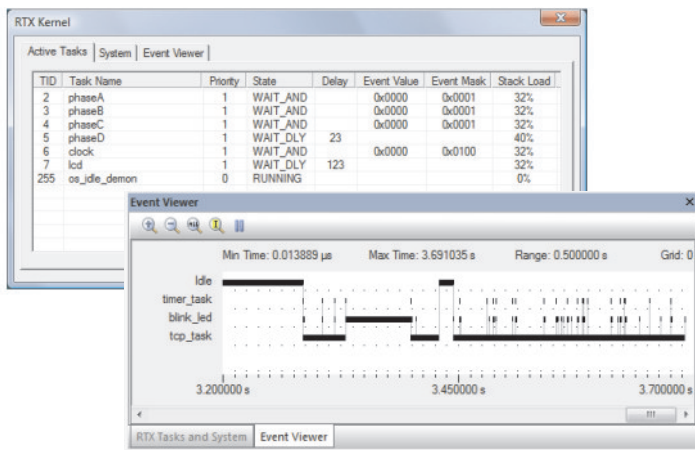 RTX Kernel
Active Tasks System Event Viewer
TID Task Name Priority State Delay Event Value Event Mask Stack Load
2 phaseA 1 WAIT_AND 0x0000 0x0001 32%
3 phaseB 1 WAIT_AND 0x0000 0x0001 32%
4 phaseC 1 WAIT_AND 0x0000 0x0001 32%
5 phaseD 1 WAIT_DLY 23 40%
6 clock 1 WAIT_AND 0x0000 0x0100 32%
7 lcd 1 WAIT_DLY 123 32%
255 os_idle_demon 0 RUNNING 0%
Event Viewer
Min Time: 0.013889 µs Max Time: 3.691035 s Range: 0.500000 s Grid: 0
Idle
timer_task
blink_led
tcp_task
3.200000 s 3.450000 s 3.700000 s
RTX Tasks and System Event Viewer